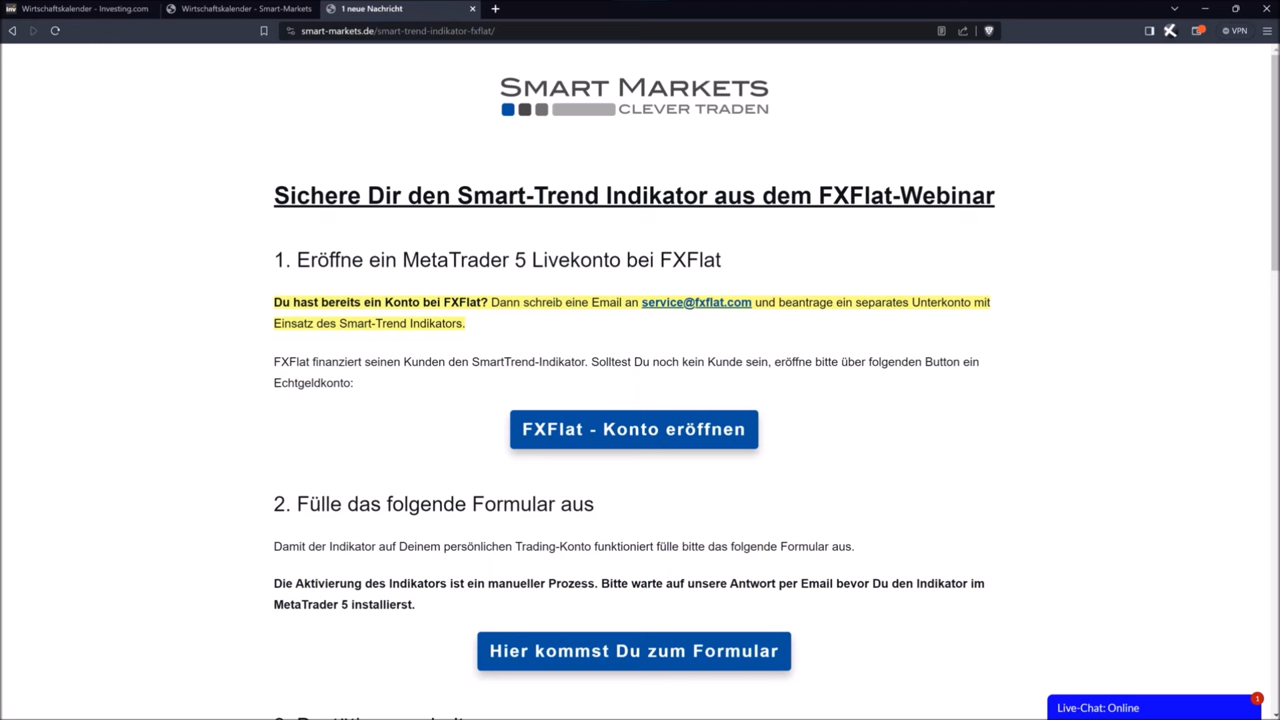 Wirtschaftskalender - Investing.com
Wirtschaftskalender - Smart-Markets
1 neue Nachricht
smart-markets.de/smart-trend-indikator-fxflat/
VPN
SMART MARKETS
CLEVER TRADEN
Sichere Dir den Smart-Trend Indikator aus dem FXFlat-Webinar
1. Eröffne ein MetaTrader 5 Livekonto bei FXFlat
Du hast bereits ein Konto bei FXFlat? Dann schreib eine Email an service@fxflat.com und beantrage ein separates Unterkonto mit
Einsatz des Smart-Trend Indikators.
FXFlat finanziert seinen Kunden den SmartTrend-Indikator. Solltest Du noch kein Kunde sein, eröffne bitte über folgenden Button ein
Echtgeldkonto:
FXFlat - Konto eröffnen
2. Fülle das folgende Formular aus
Damit der Indikator auf Deinem persönlichen Trading-Konto funktioniert fülle bitte das folgende Formular aus.
Die Aktivierung des Indikators ist ein manueller Prozess. Bitte warte auf unsere Antwort per Email bevor Du den Indikator im
MetaTrader 5 installierst.
Hier kommst Du zum Formular
Live-Chat: Online
1